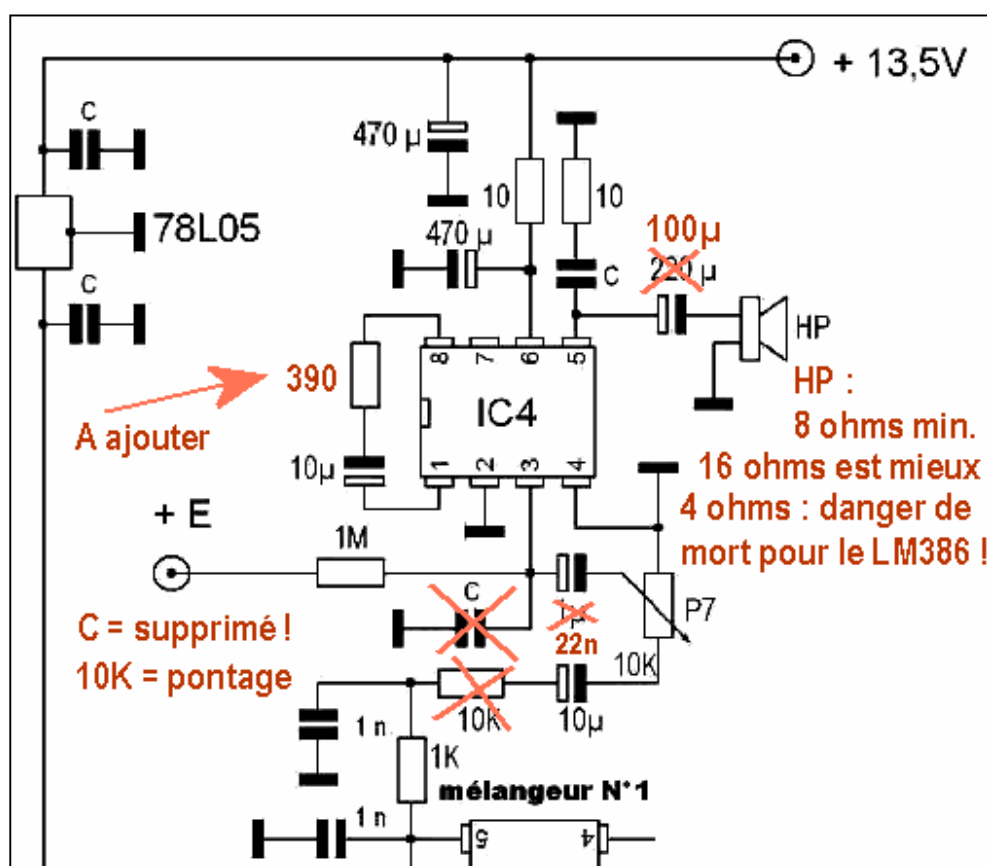 + 13,5V
C
470 µ
78L05
10
10
470 µ
100µ
220 µ
C
C
HP
8
7
6
5
IC4
1
2
3
4
390
A ajouter
10µ
HP :
8 ohms min.
16 ohms est mieux
4 ohms : danger de
mort pour le LM386 !
+ E
1M
C
1µ
22n
P7
10K
C = supprimé !
10K = pontage
10K
10µ
1 n
1K
mélangeur N°1
1 n
5
4